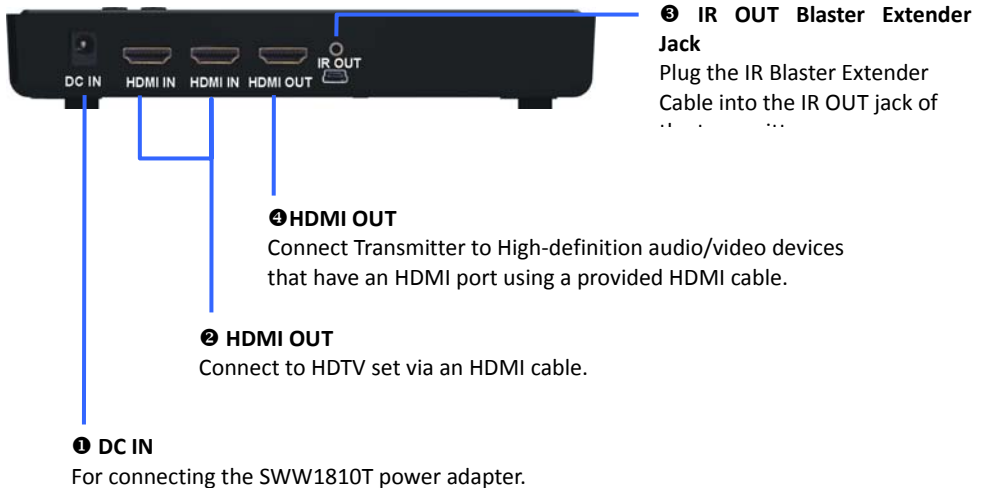 ❸ IR OUT Blaster Extender
Jack
Plug the IR Blaster Extender
Cable into the IR OUT jack of
DC IN
HDMI IN
HDMI IN
HDMI OUT
IR OUT
❹HDMI OUT
Connect Transmitter to High-definition audio/video devices
that have an HDMI port using a provided HDMI cable.
❷ HDMI OUT
Connect to HDTV set via an HDMI cable.
❶ DC IN
For connecting the SWW1810T power adapter.